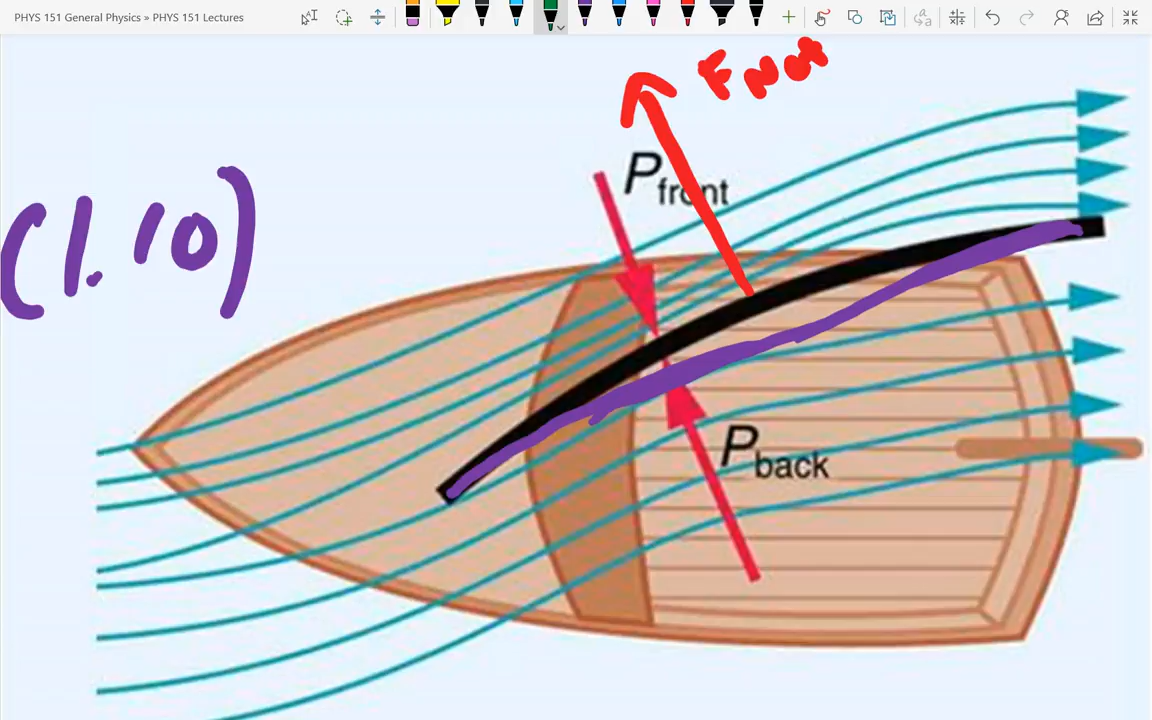 PHYS 151 General Physics » PHYS 151 Lectures
FNet
Pfront
(1.10)
Pback